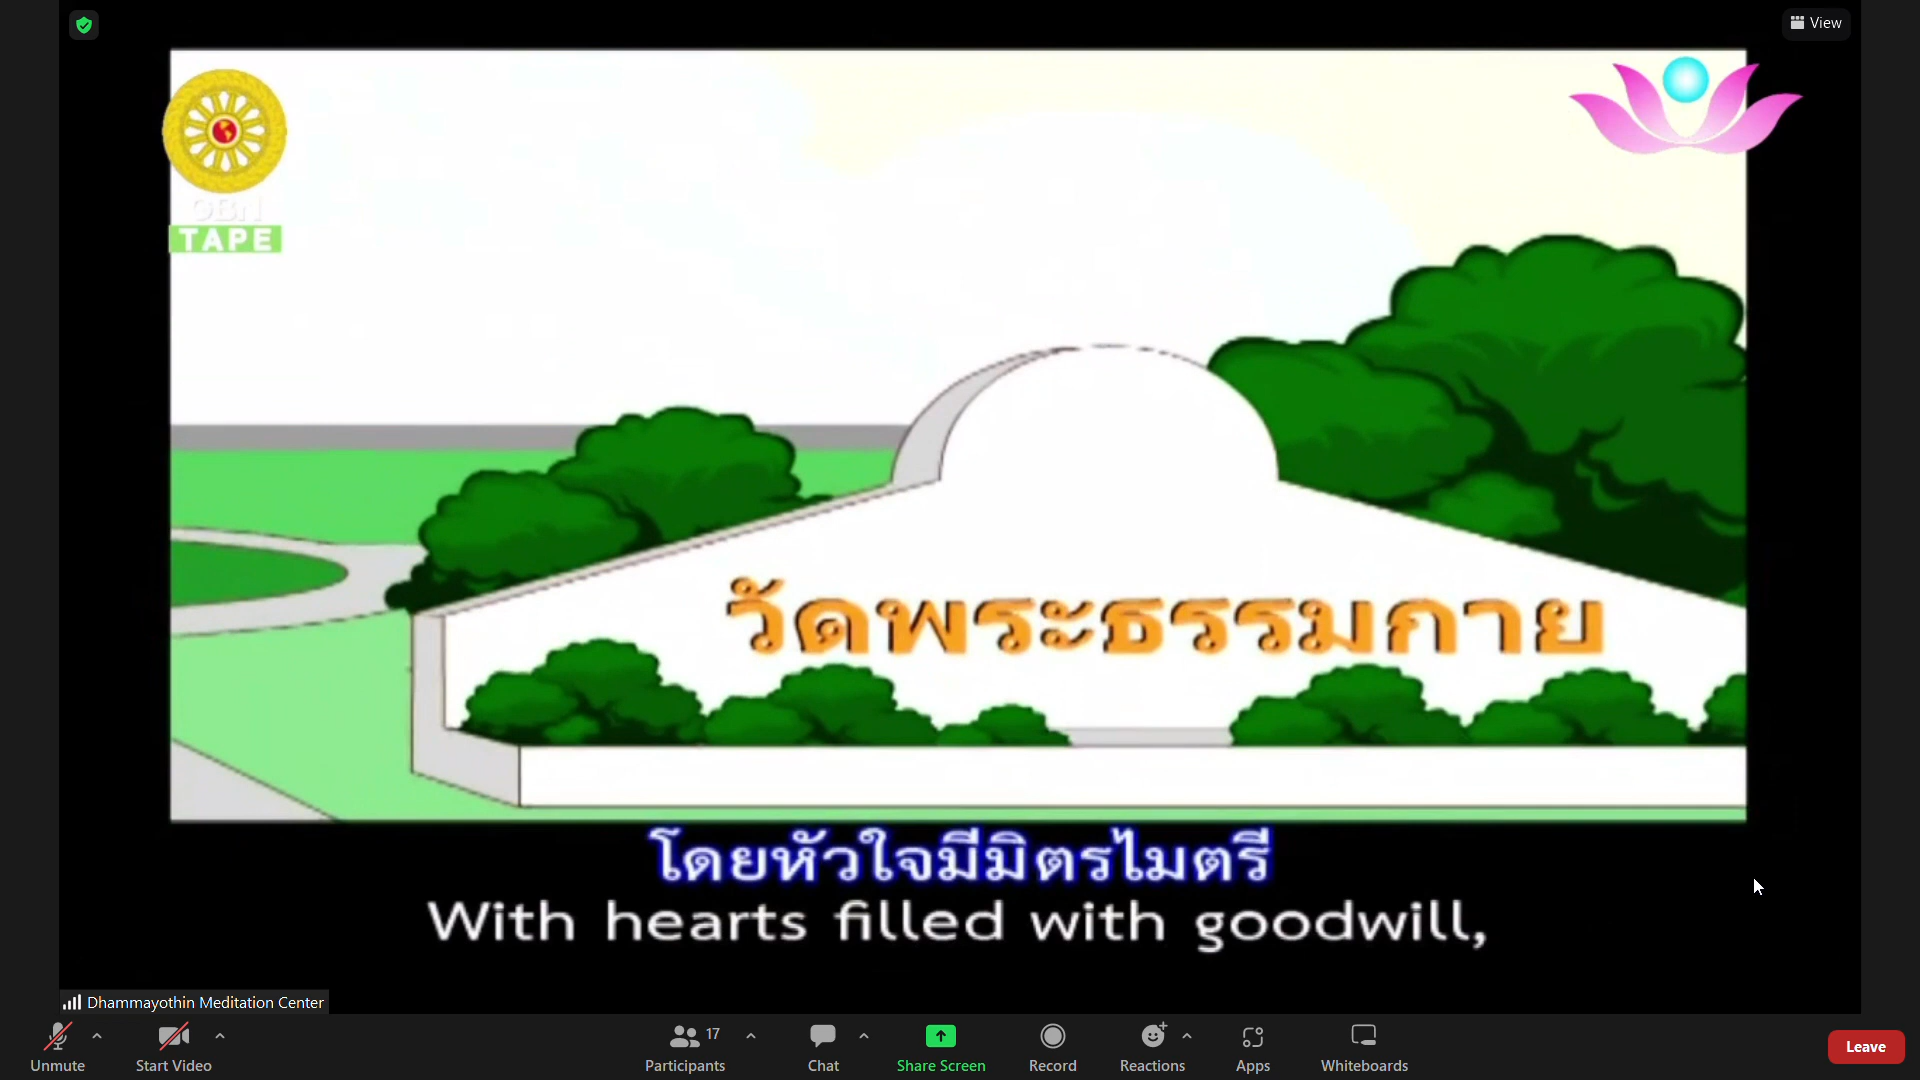 View
GBN
TAPE
วัดพระธรรมกาย
โดยหัวใจมีมิตรไมตรี
With hearts filled with goodwill,
Dhammayothin Meditation Center
17
Unmute
Start Video
Participants
Chat
Share Screen
Record
Reactions
Apps
Whiteboards
Leave